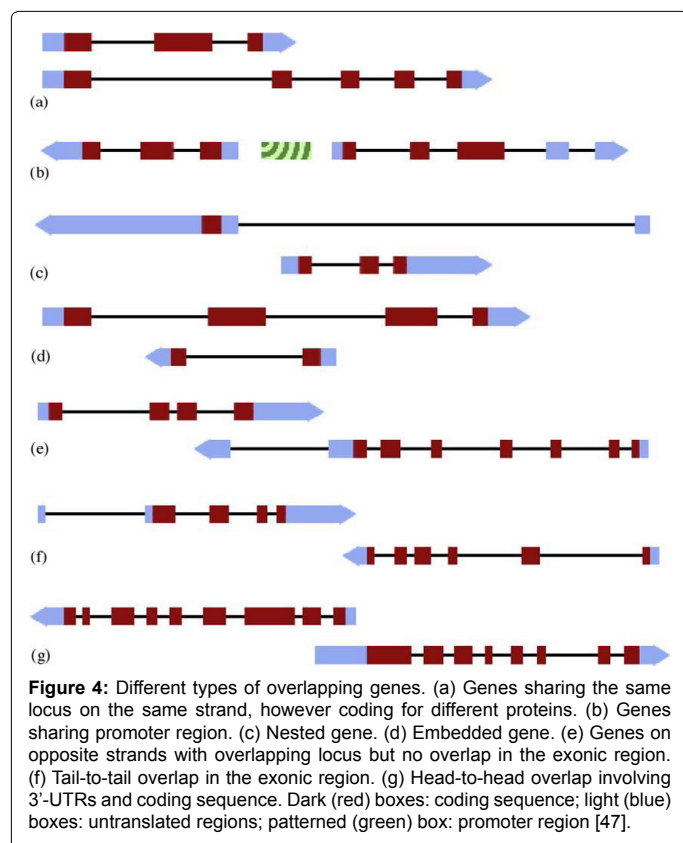 (a)
(b)
(c)
(d)
(e)
(f)
(g)
Figure 4: Different types of overlapping genes. (a) Genes sharing the
same locus on the same strand, however coding for different proteins. (b) Genes
sharing promoter region. (c) Nested gene. (d) Embedded gene. (e) Genes on
opposite strands with overlapping locus but no overlap in the exonic region.
(f) Tail-to-tail overlap in the exonic region. (g) Head-to-head overlap involving
3'-UTRs and coding sequence. Dark (red) boxes: coding sequence; light (blue)
boxes: untranslated regions; patterned (green) box: promoter region [47].